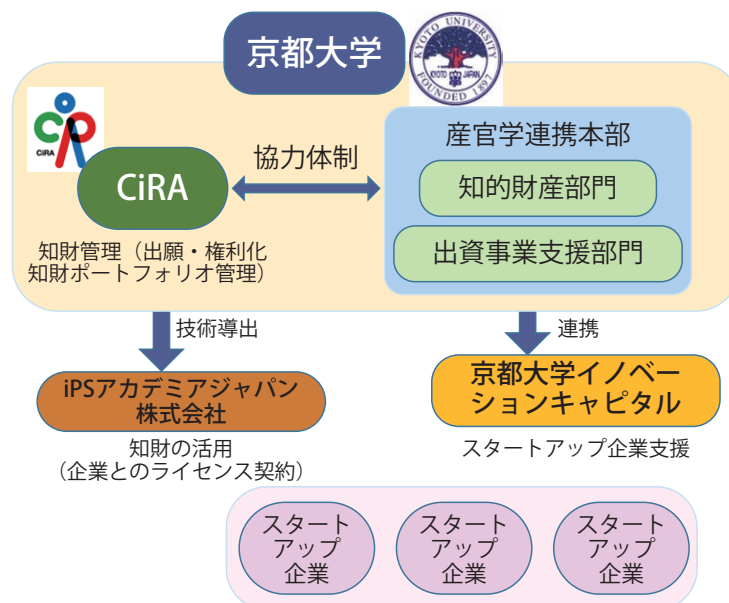 京都大学
KYOTO UNIVERSITY
KYOTO JAPAN
FOUNDED 1897
CiRA
産官学連携本部
協力体制
CiRA
知的財産部門
出資事業支援部門
知財管理（出願・権利化
知財ポートフォリオ管理）
技術導出
連携
iPSアカデミアジャパン
株式会社
京都大学イノベー
ションキャピタル
知財の活用
（企業とのライセンス契約）
スタートアップ企業支援
スタート
アップ
企業
スタート
アップ
企業
スタート
アップ
企業